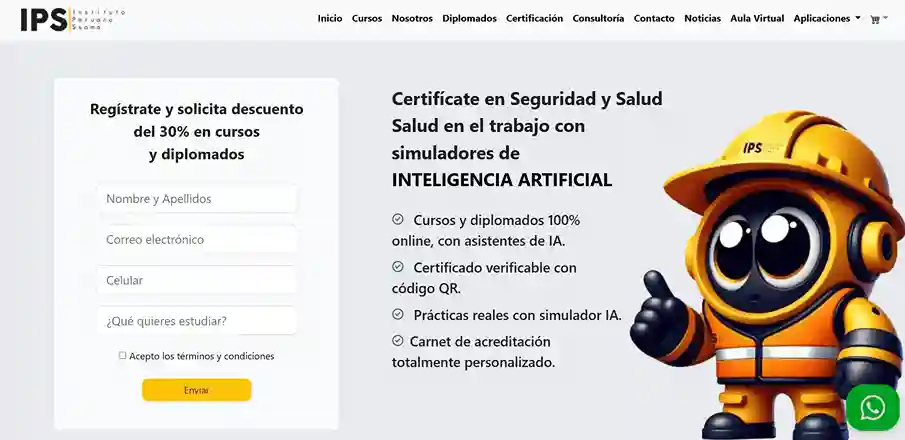 IPS Instituto
Peruano
Ssoma
Inicio Cursos Nosotros Diplomados Certificación Consultoría Contacto Noticias Aula Virtual Aplicaciones
Regístrate y solicita descuento
del 30% en cursos
y diplomados
Nombre y Apellidos
Correo electrónico
Celular
¿Qué quieres estudiar?
Acepto los términos y condiciones
Enviar
Certifícate en Seguridad y Salud
Salud en el trabajo con
simuladores de
INTELIGENCIA ARTIFICIAL
Cursos y diplomados 100%
online, con asistentes de IA.
Certificado verificable con
código QR.
Prácticas reales con simulador IA.
Carnet de acreditación
totalmente personalizado.
IPS